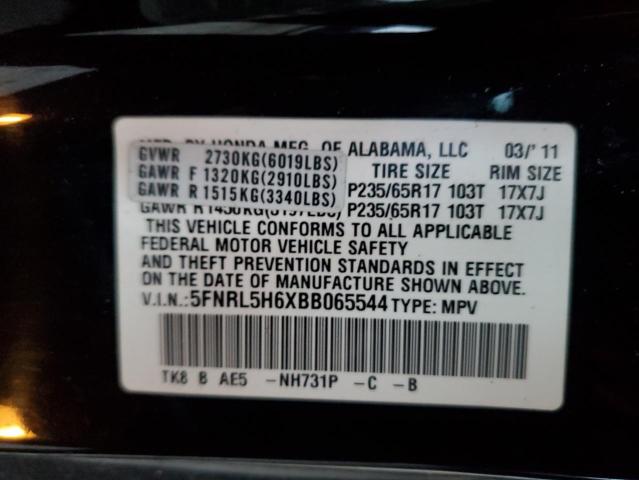 MFD. BY HONDA MFG. OF ALABAMA, LLC 03/'11
GVWR 2730KG(6019LBS) TIRE SIZE RIM SIZE
GAWR F 1320KG(2910LBS)
GAWR R 1515KG(3340LBS) P235/65R17 103T 17X7J
GAWR R P235/65R17 103T 17X7J
THIS VEHICLE CONFORMS TO ALL APPLICABLE
FEDERAL MOTOR VEHICLE SAFETY
AND THEFT PREVENTION STANDARDS IN EFFECT
ON THE DATE OF MANUFACTURE SHOWN ABOVE.
V.I.N.:5FNRL5H6XBB065544 TYPE: MPV
TK8 B AE5 -NH731P -C -B